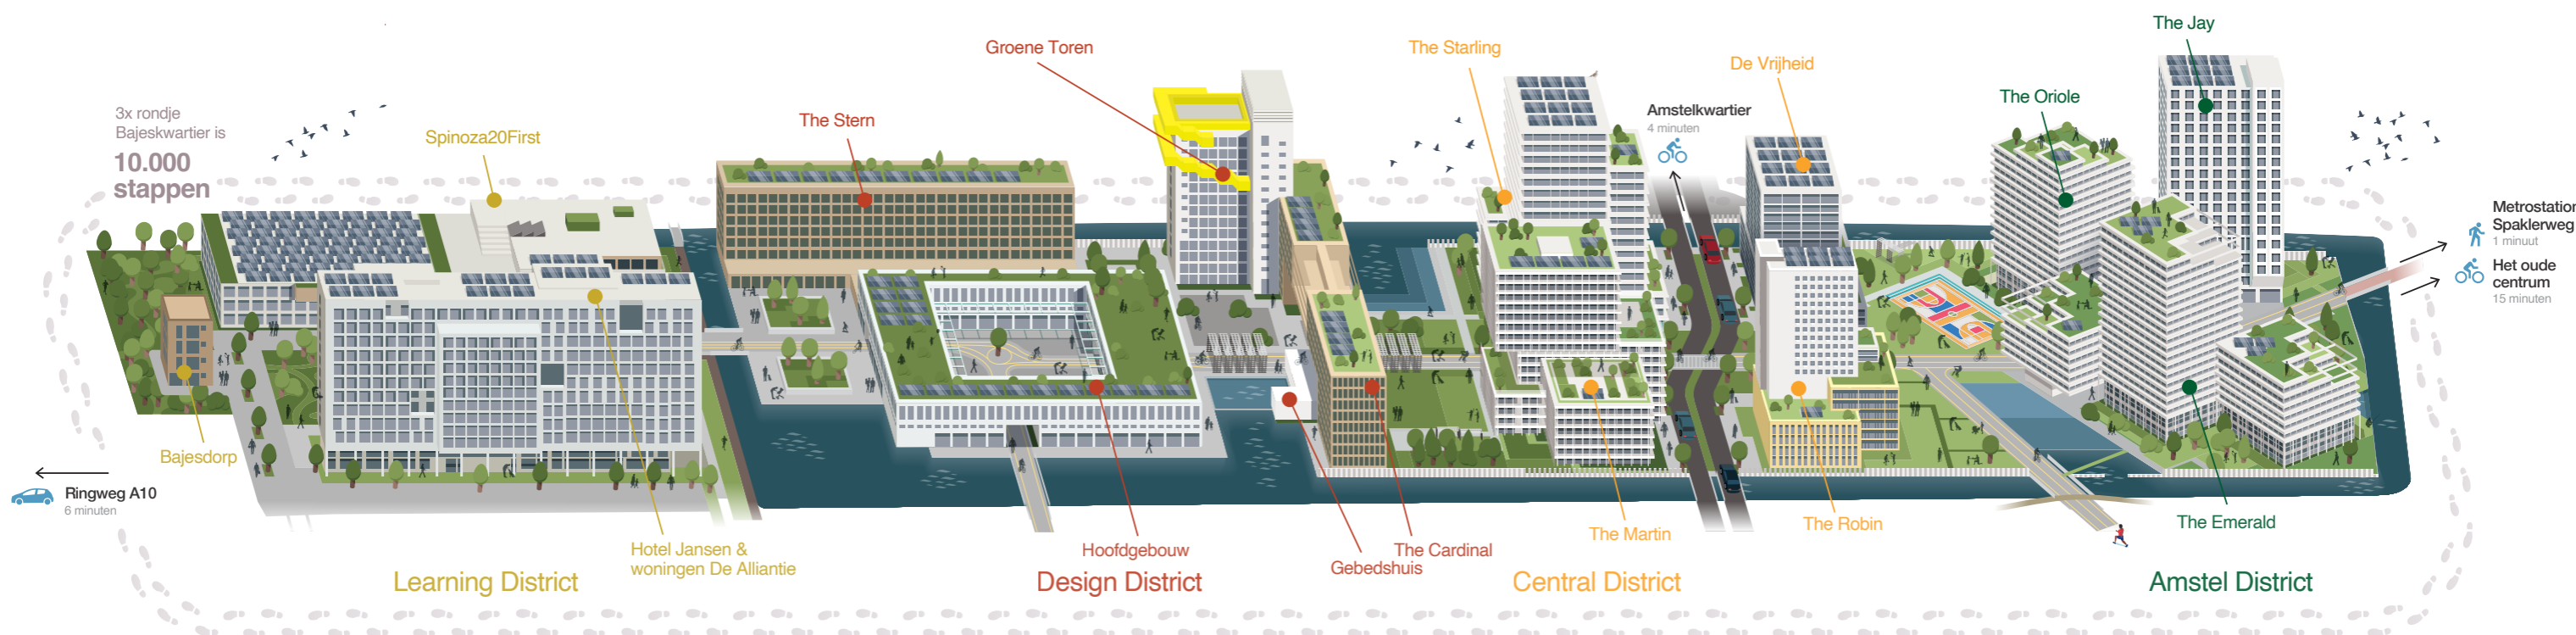 The Jay
Groene Toren
The Starling
De Vrijheid
The Oriole
3x rondje
Bajeskwartier is
10.000
stappen
Amstelkwartier
4 minuten
The Stern
Spinoza20First
Metrostation
Spaklerweg
1 minuut
Het oude
centrum
15 minuten
Bajesdorp
Ringweg A10
6 minuten
Hotel Jansen &
woningen De Alliantie
Hoofdgebouw
Gebedshuis
The Cardinal
The Martin
The Robin
The Emerald
Learning District
Design District
Central District
Amstel District